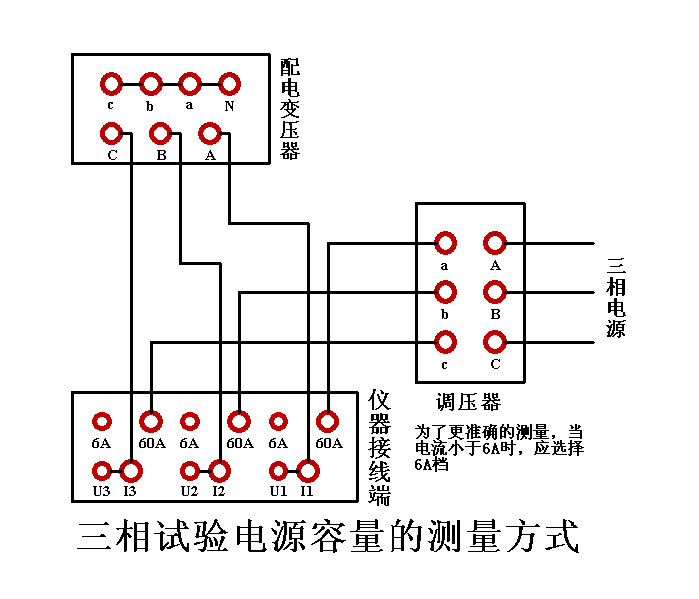 c b a N
C B A
配电变压器
a A
b B
c C
三相电源
调压器
为了更准确的测量，当
电流小于6A时，应选择
6A档
6A 60A 6A 60A 6A 60A
U3 I3 U2 I2 U1 I1
仪器接线端
三相试验电源容量的测量方式